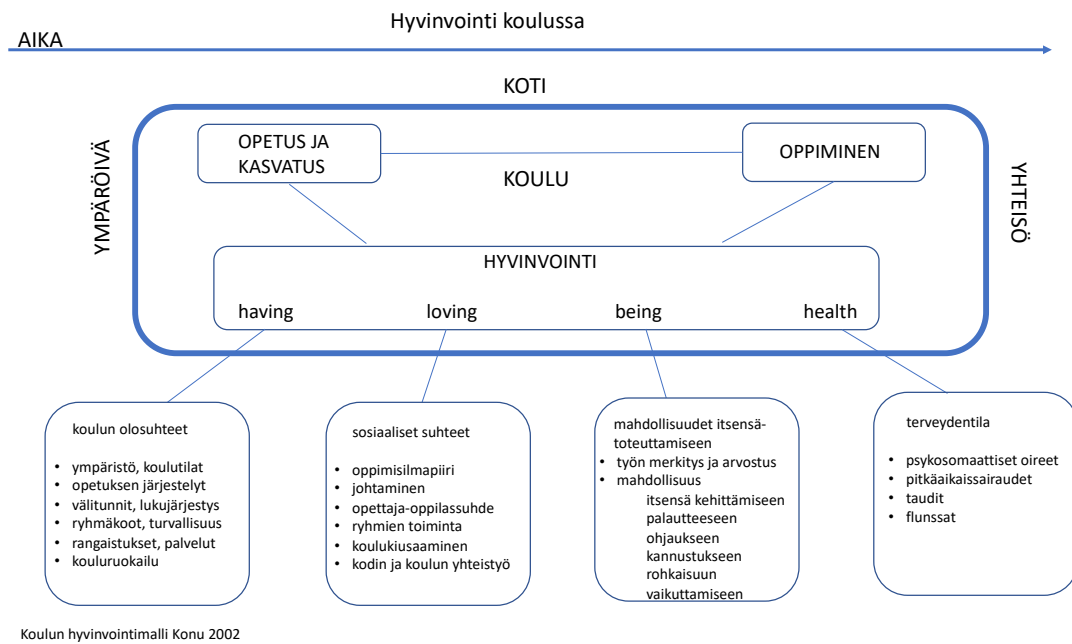 Hyvinvointi koulussa
AIKA
KOTI
YMPÄRÖIVÄ
YHTEISÖ
OPETUS JA
KASVATUS
OPPIMINEN
KOULU
HYVINVOINTI
having loving being health
koulun olosuhteet
• ympäristö, koulutilat
• opetuksen järjestelyt
• välitunnit, lukujärjestys
• ryhmäkoot, turvallisuus
• rangaistukset, palvelut
• kouluruokailu
sosiaaliset suhteet
• oppimisilmapiiri
• johtaminen
• opettaja-oppilassuhde
• ryhmien toiminta
• koulukiusaaminen
• kodin ja koulun yhteistyö
mahdollisuudet itsensä-
toteuttamiseen
• työn merkitys ja arvostus
• mahdollisuus
itsensä kehittämiseen
palautteeseen
ohjaukseen
kannustukseen
rohkaisuun
vaikuttamiseen
terveydentila
• psykosomaattiset oireet
• pitkäaikaissairaudet
• taudit
• flunssat
Koulun hyvinvointimalli Konu 2002